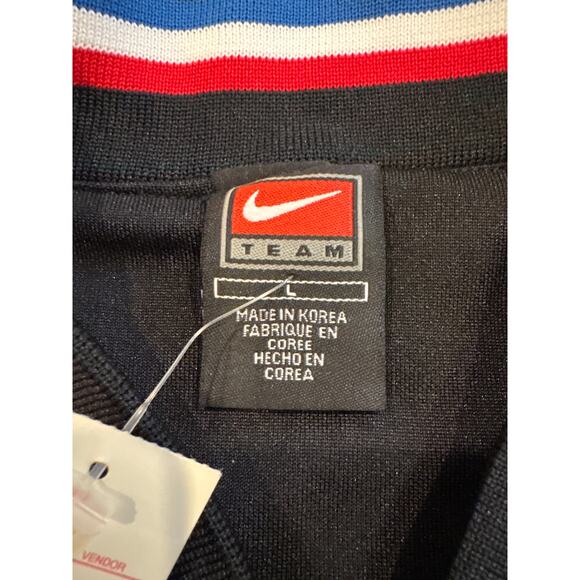 TEAM
L
MADE IN KOREA
FABRIQUE EN
COREE
HECHO EN
COREA
VENDOR